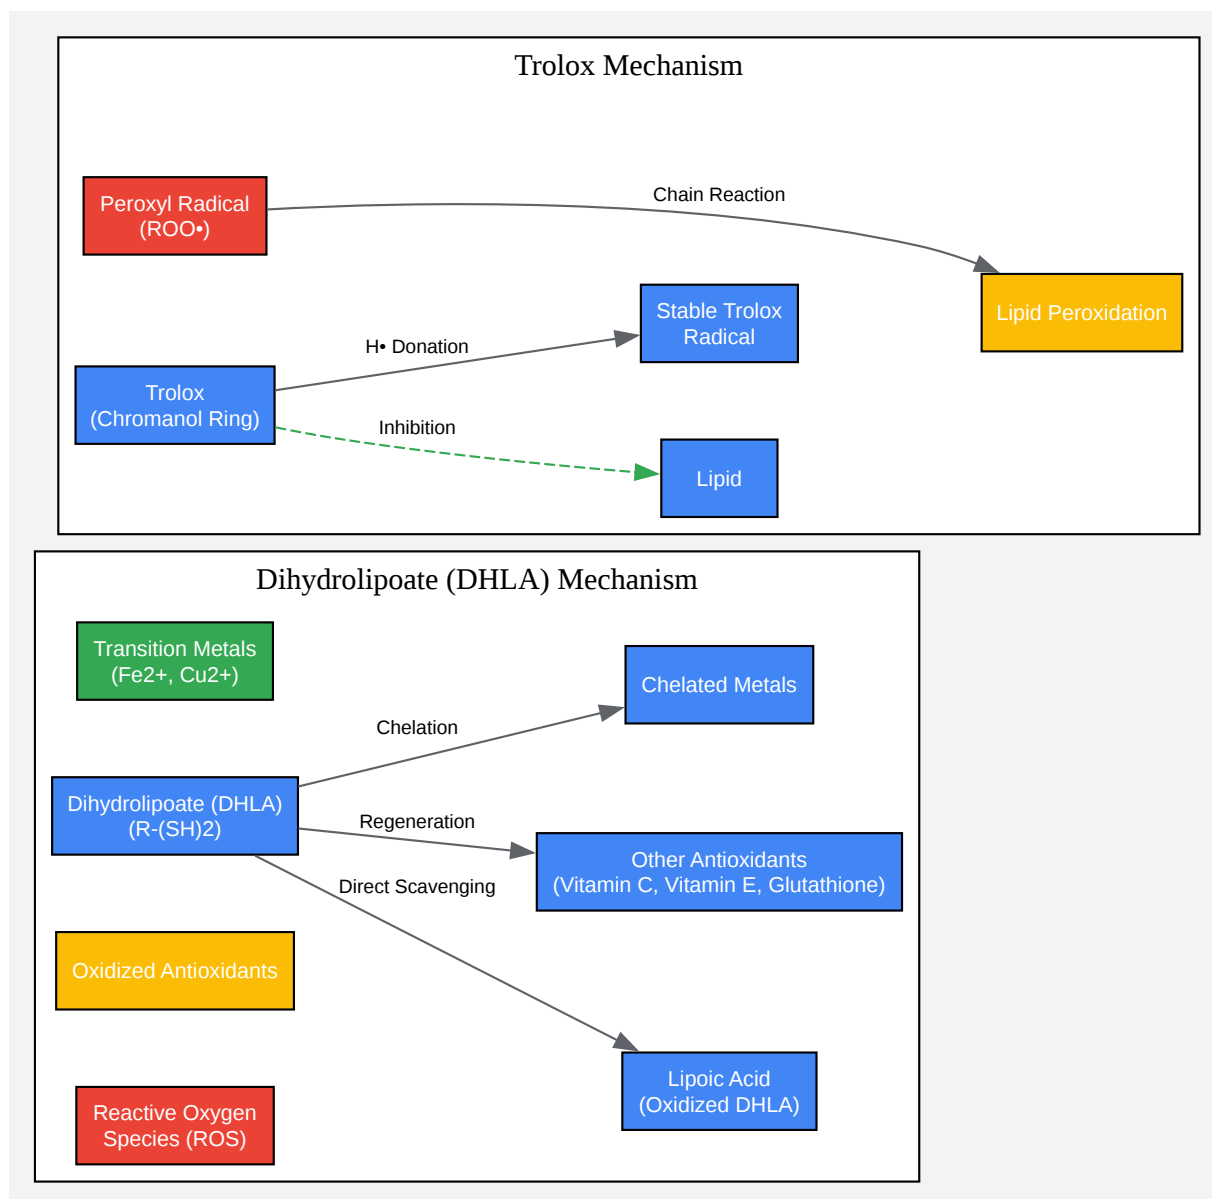 Trolox Mechanism
Peroxyl Radical
(ROO•)
Chain Reaction
Lipid Peroxidation
Stable Trolox
Radical
H• Donation
Trolox
(Chromanol Ring)
Inhibition
Lipid
Dihydrolipoate (DHLA) Mechanism
Transition Metals
(Fe2+, Cu2+)
Chelated Metals
Chelation
Dihydrolipoate (DHLA)
(R-(SH)2)
Regeneration
Other Antioxidants
(Vitamin C, Vitamin E, Glutathione)
Direct Scavenging
Oxidized Antioxidants
Lipoic Acid
(Oxidized DHLA)
Reactive Oxygen
Species (ROS)